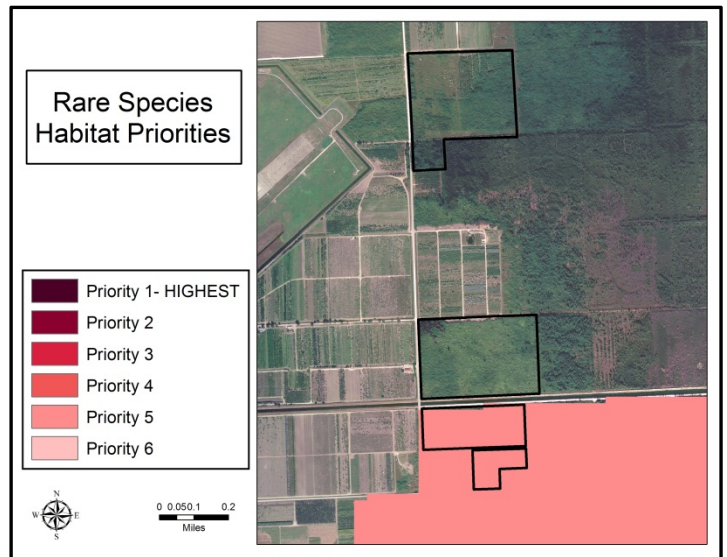 Rare Species
Habitat Priorities
Priority 1- HIGHEST
Priority 2
Priority 3
Priority 4
Priority 5
Priority 6
N
W E
S
0 0.050.1 0.2
Miles